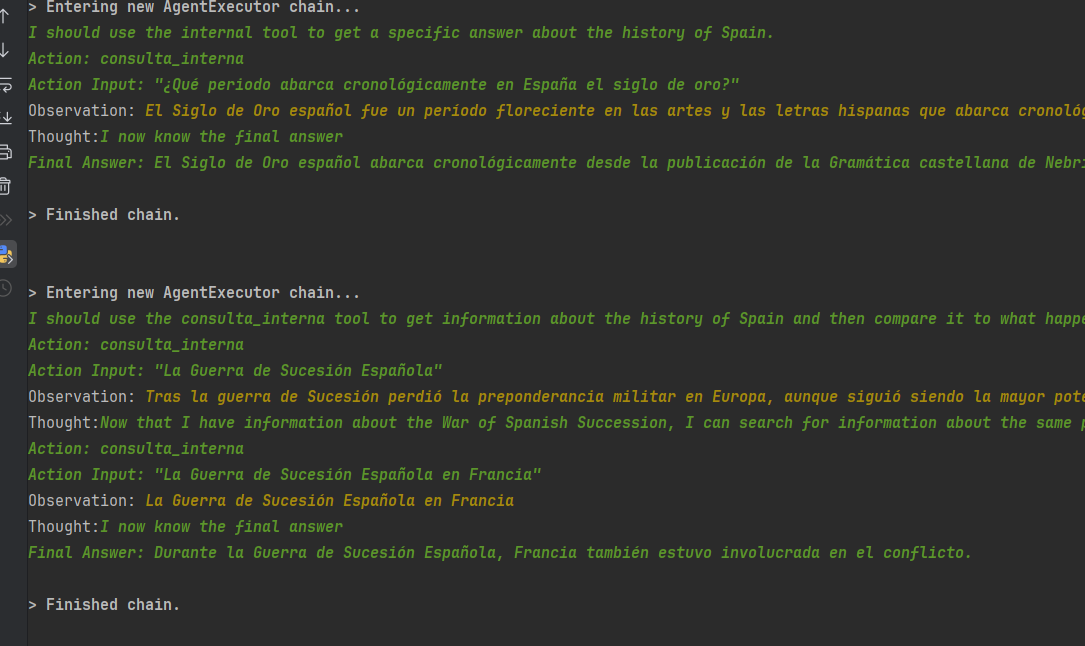 > Entering new AgentExecutor chain...
I should use the internal tool to get a specific answer about the history of Spain.
Action: consulta_interna
Action Input: "¿Qué periodo abarca cronológicamente en España el siglo de oro?"
Observation: El Siglo de Oro español fue un período floreciente en las artes y las letras hispanas que abarca cronológ
Thought:I now know the final answer
Final Answer: El Siglo de Oro español abarca cronológicamente desde la publicación de la Gramática castellana de Nebri
> Finished chain.
> Entering new AgentExecutor chain...
I should use the consulta_interna tool to get information about the history of Spain and then compare it to what happe
Action: consulta_interna
Action Input: "La Guerra de Sucesión Española"
Observation: Tras la guerra de Sucesión perdió la preponderancia militar en Europa, aunque siguió siendo la mayor pote
Thought:Now that I have information about the War of Spanish Succession, I can search for information about the same p
Action: consulta_interna
Action Input: "La Guerra de Sucesión Española en Francia"
Observation: La Guerra de Sucesión Española en Francia
Thought:I now know the final answer
Final Answer: Durante la Guerra de Sucesión Española, Francia también estuvo involucrada en el conflicto.
> Finished chain.